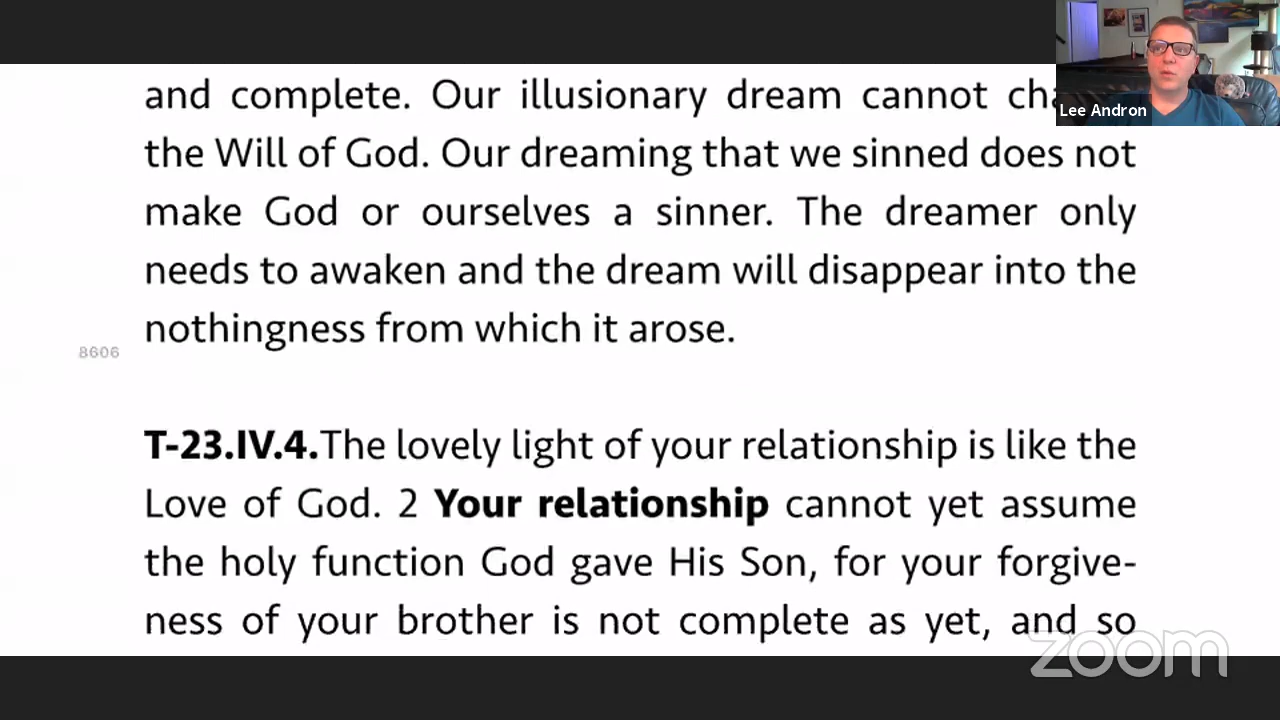 and complete. Our illusionary dream cannot
Lee Andron
the Will of God. Our dreaming that we sinned does not
make God or ourselves a sinner. The dreamer only
needs to awaken and the dream will disappear into the
nothingness from which it arose.
8606
T-23.IV.4.The lovely light of your relationship is like the
Love of God. 2 Your relationship cannot yet assume
the holy function God gave His Son, for your forgive-
ness of your brother is not complete as yet, and so
zoom